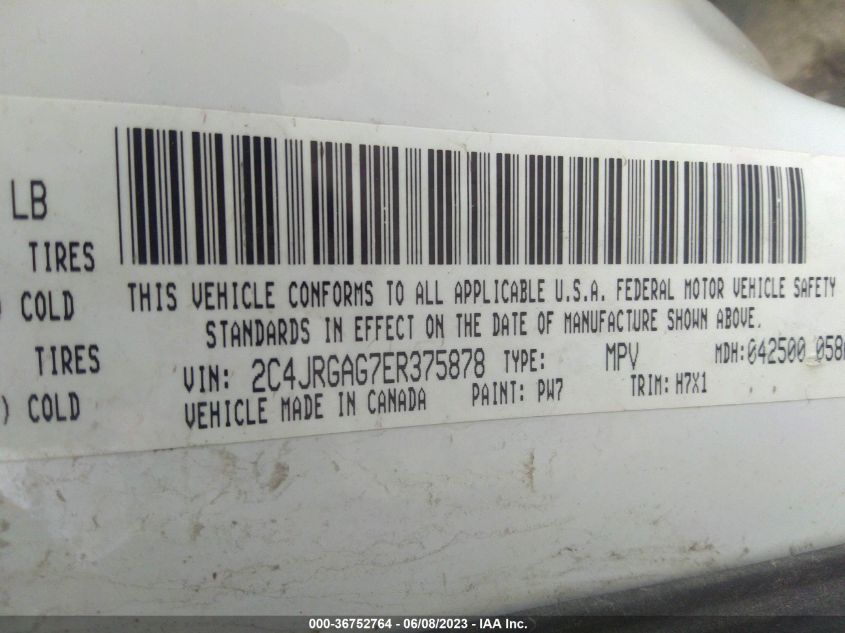 LB
TIRES
) COLD
TIRES
) COLD
THIS VEHICLE CONFORMS TO ALL APPLICABLE U.S.A. FEDERAL MOTOR VEHICLE SAFETY
STANDARDS IN EFFECT ON THE DATE OF MANUFACTURE SHOWN ABOVE.
VIN: 2C4JRGAG7ER375878 TYPE: MPV MDH:042500 058
VEHICLE MADE IN CANADA PAINT: PW7 TRIM: H7X1
000-36752764 - 06/08/2023 - IAA Inc.